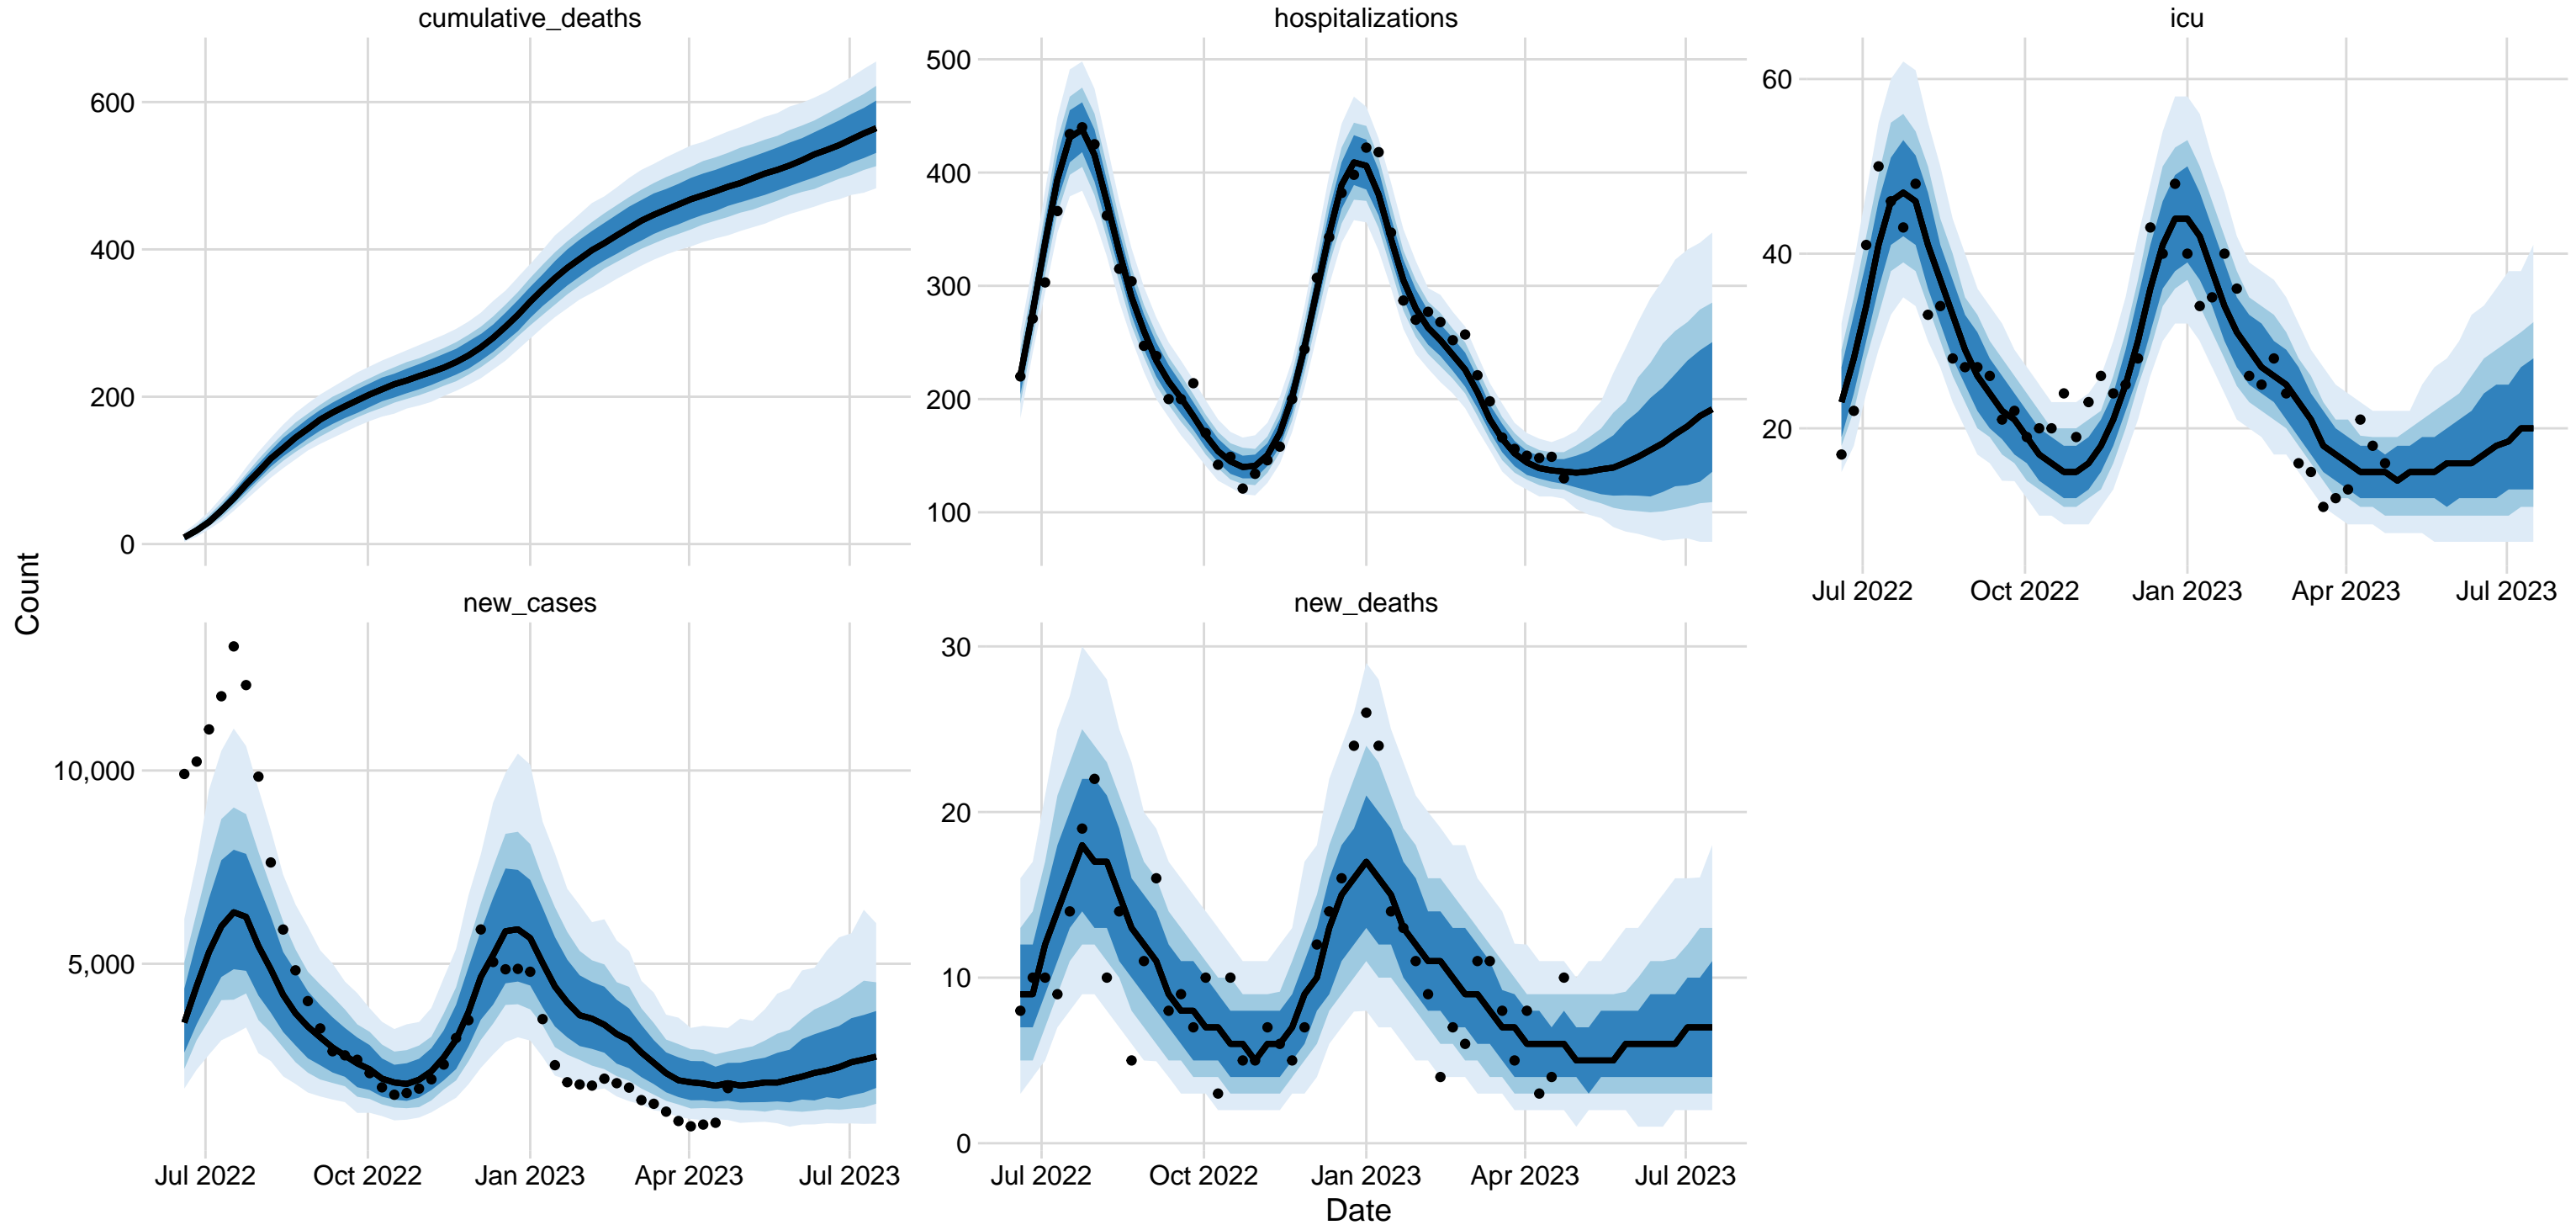 cumulative_deaths
hospitalizations
icu
600
400
200
0
500
400
300
200
100
60
40
20
Jul 2022
Oct 2022
Jan 2023
Apr 2023
Jul 2023
Count
new_cases
new_deaths
10,000
5,000
30
20
10
0
Jul 2022
Oct 2022
Jan 2023
Apr 2023
Jul 2023
Jul 2022
Oct 2022
Jan 2023
Apr 2023
Jul 2023
Date